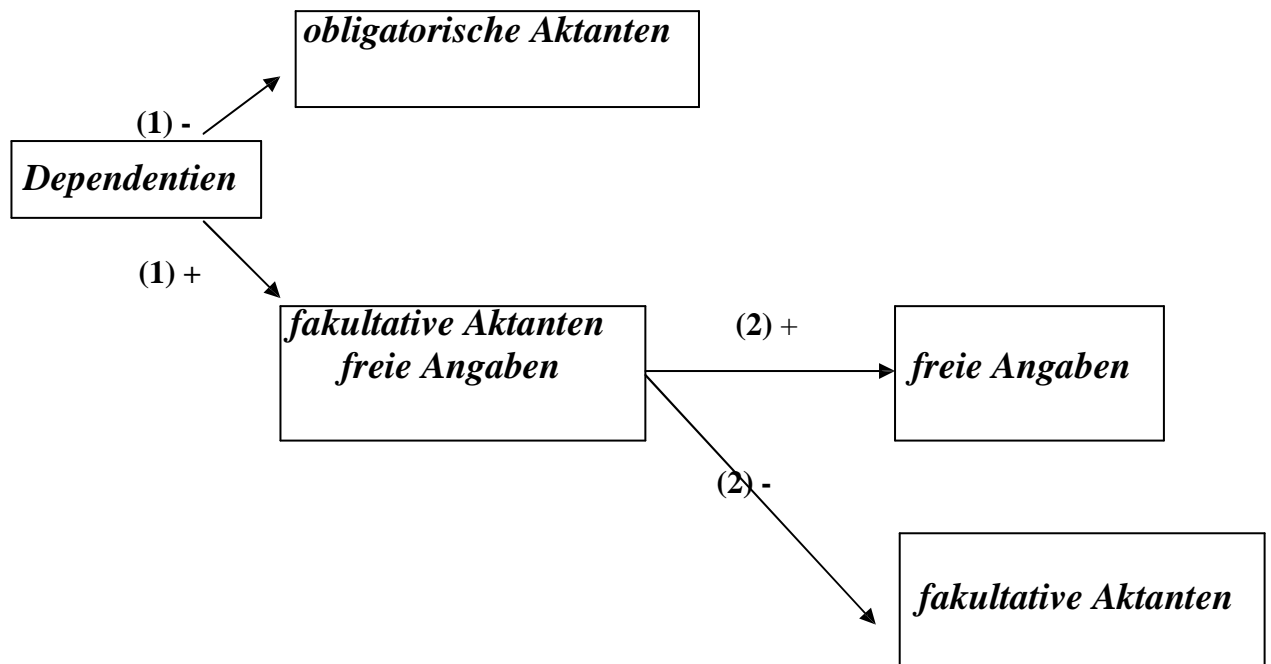 obligatorische Aktanten
(1) -
Dependentien
(1) +
fakultative Aktanten
freie Angaben
(2) +
freie Angaben
(2) -
fakultative Aktanten